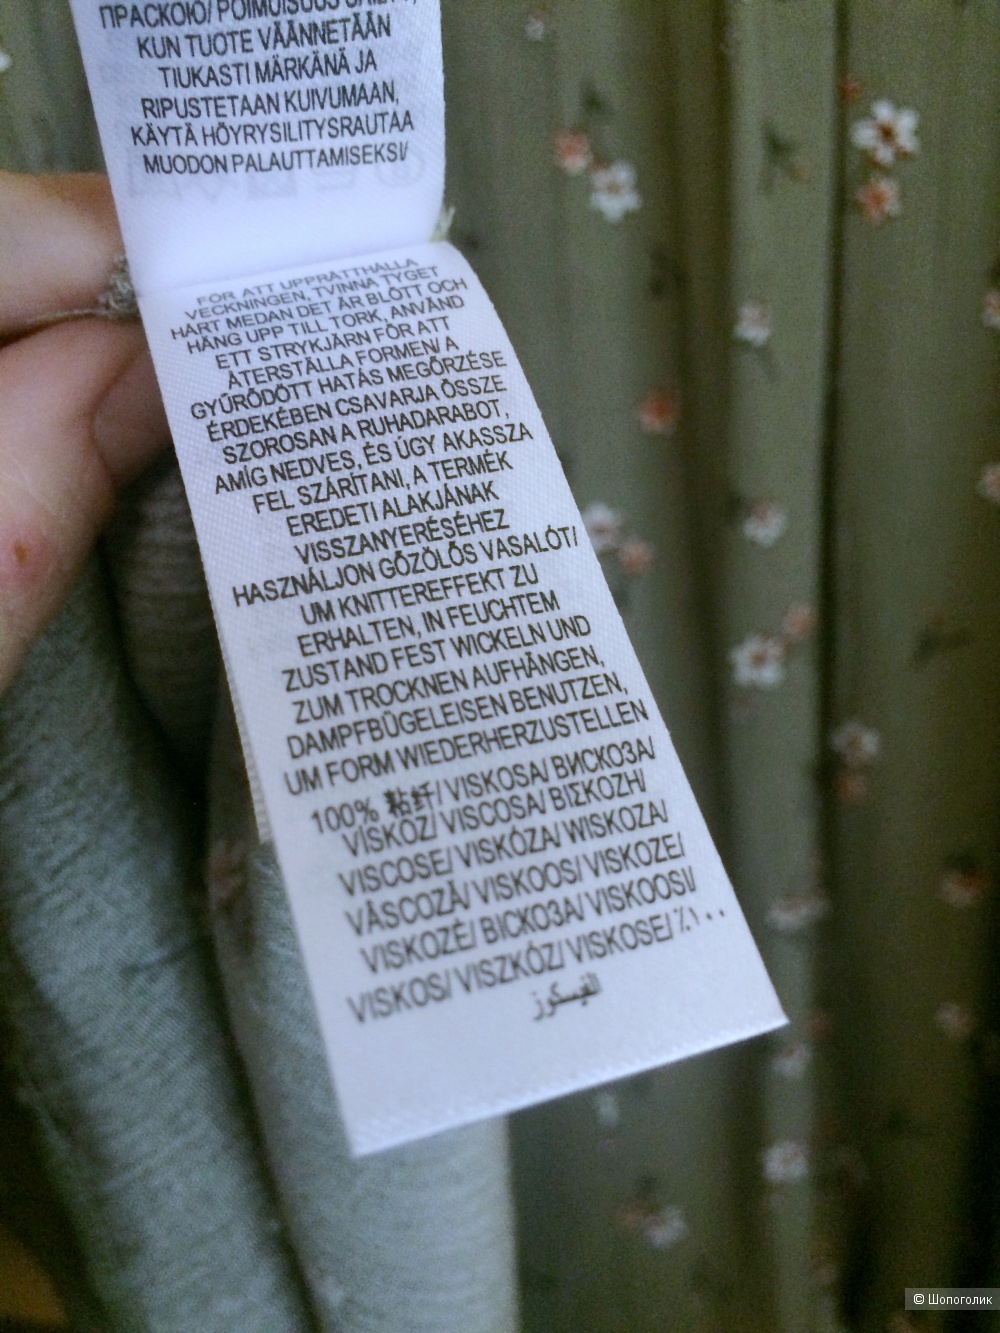 ПРАСКОЮ/ POIMUISUUS SÄILYY,
KUN TUOTE VÄÄNNETÄÄN
TIUKASTI MÄRKÄNÄ JA
RIPUSTETAAN KUIVUMAAN,
KÄYTÄ HÖYRYSILITYSRAUTAA
MUODON PALAUTTAMISEKSI/
FÖR ATT UPPRÄTTHÅLLA
VECKNINGEN, TVINNA TYGET
HÅRT MEDAN DET ÄR BLÖTT OCH
HÄNG UPP TILL TORK, ANVÄND
ETT STRYKJÄRN FÖR ATT
ÅTERSTÄLLA FORMEN/ A
GYŰRŐDÖTT HATÁS MEGŐRZÉSE
ÉRDEKÉBEN CSAVARJA ÖSSZE
SZOROSAN A RUHADARABOT,
AMÍG NEDVES, ÉS ÚGY AKASSZA
FEL SZÁRÍTANI, A TERMÉK
EREDETI ALAKJÁNAK
VISSZANYERÉSÉHEZ
HASZNÁLJON GŐZÖLŐS VASALÓT/
UM KNITTEREFFEKT ZU
ERHALTEN, IN FEUCHTEM
ZUSTAND FEST WICKELN UND
ZUM TROCKNEN AUFHÄNGEN,
DAMPFBÜGELEISEN BENUTZEN,
UM FORM WIEDERHERZUSTELLEN
100% 粘纤/ VISKOSA/ ВИСКОЗА/
VISKÓZ/ VISCOSA/ ΒΙΣΚΟΖΗ/
VISCOSE/ VISKÓZA/ WISKOZA/
VÂSCOZĂ/ VISKOOS/ VISKOZE/
VISKOZĖ/ ВІСКОЗА/ VISKOOSI/
VISKOS/ VISZKÓZ/ VISKOSE/ ٪١٠٠
الفيسكوز
© Шопоголик